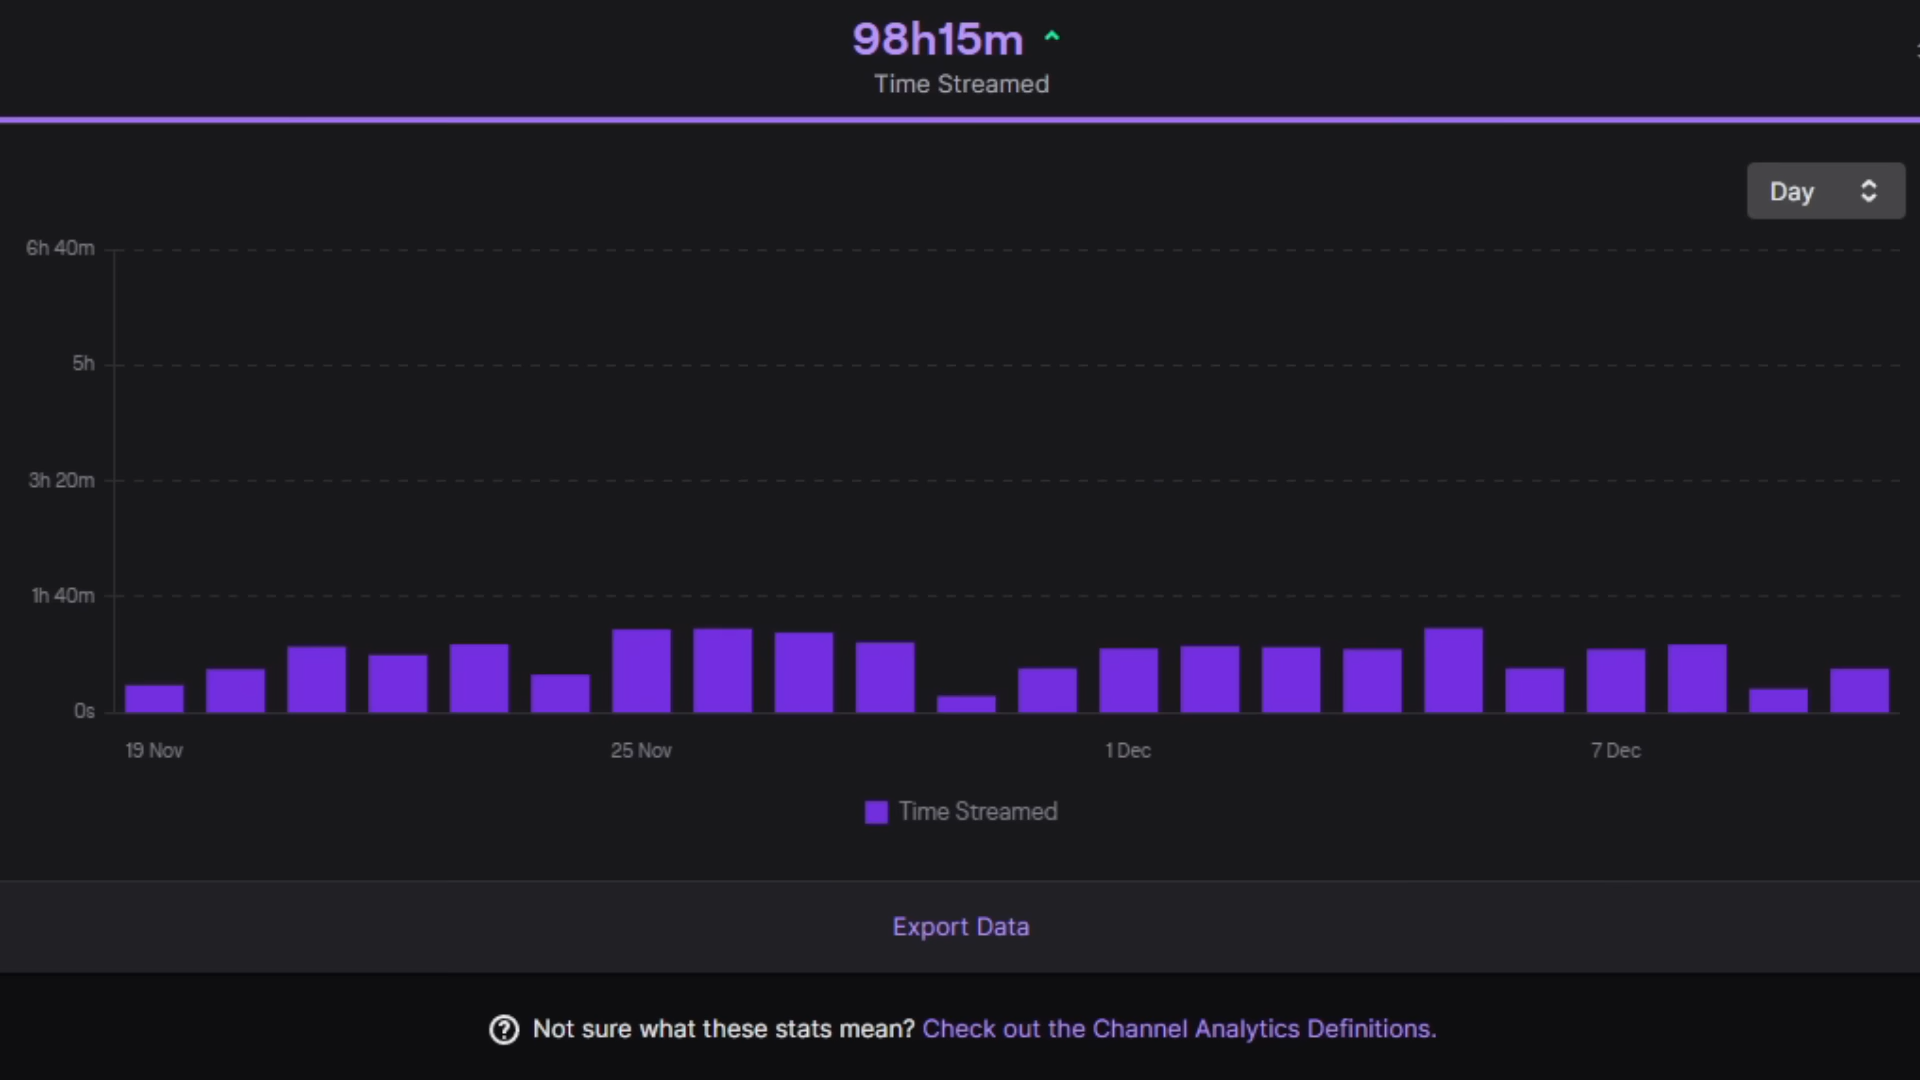 98h15m
Time Streamed
Day
6h 40m
5h
3h 20m
1h 40m
0s
19 Nov
25 Nov
1 Dec
7 Dec
Time Streamed
Export Data
Not sure what these stats mean? Check out the Channel Analytics Definitions.